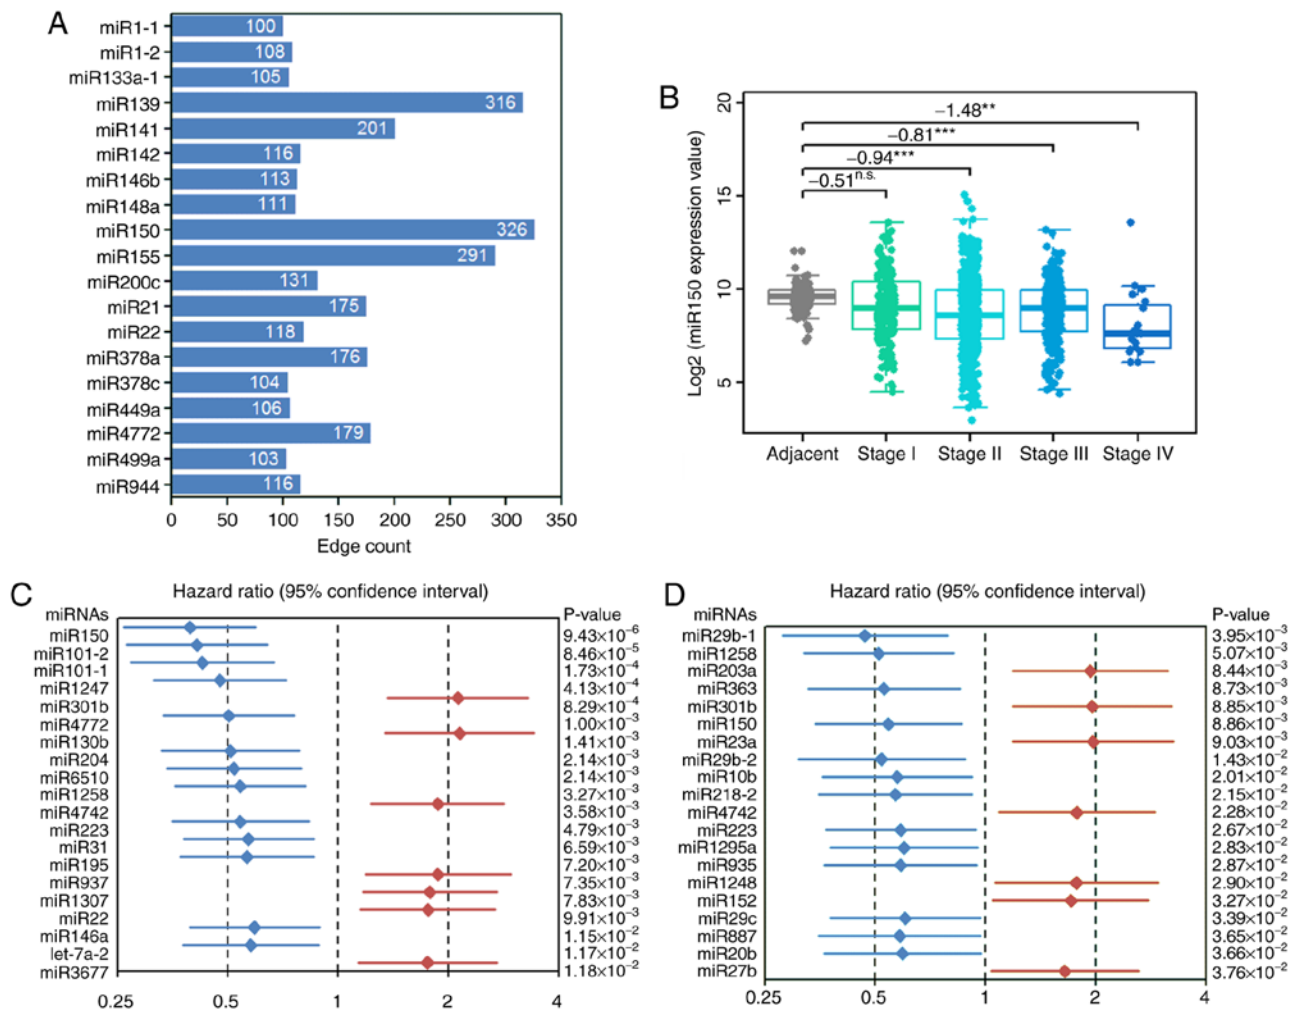 A
miR1-1 100
miR1-2 108
miR133a-1 105
miR139 316
miR141 201
miR142 116
miR146b 113
miR148a 111
miR150 326
miR155 291
miR200c 131
miR21 175
miR22 118
miR378a 176
miR378c 104
miR449a 106
miR4772 179
miR499a 103
miR944 116
0 50 100 150 200 250 300 350
Edge count
B
Log2 (miR150 expression value)
20
15
10
5
−1.48**
−0.81***
−0.94***
−0.51n.s.
Adjacent Stage I Stage II Stage III Stage IV
C
Hazard ratio (95% confidence interval)
miRNAs P-value
miR150 9.43×10⁻⁶
miR101-2 8.46×10⁻⁵
miR101-1 1.73×10⁻⁴
miR1247 4.13×10⁻⁴
miR301b 8.29×10⁻⁴
miR4772 1.00×10⁻³
miR130b 1.41×10⁻³
miR204 2.14×10⁻³
miR6510 2.14×10⁻³
miR1258 3.27×10⁻³
miR4742 3.58×10⁻³
miR223 4.79×10⁻³
miR31 6.59×10⁻³
miR195 7.20×10⁻³
miR937 7.35×10⁻³
miR1307 7.83×10⁻³
miR22 9.91×10⁻³
miR146a 1.15×10⁻²
let-7a-2 1.17×10⁻²
miR3677 1.18×10⁻²
0.25 0.5 1 2 4
D
Hazard ratio (95% confidence interval)
miRNAs P-value
miR29b-1 3.95×10⁻³
miR1258 5.07×10⁻³
miR203a 8.44×10⁻³
miR363 8.73×10⁻³
miR301b 8.85×10⁻³
miR150 8.86×10⁻³
miR23a 9.03×10⁻³
miR29b-2 1.43×10⁻²
miR10b 2.01×10⁻²
miR218-2 2.15×10⁻²
miR4742 2.28×10⁻²
miR223 2.67×10⁻²
miR1295a 2.83×10⁻²
miR935 2.87×10⁻²
miR1248 2.90×10⁻²
miR152 3.27×10⁻²
miR29c 3.39×10⁻²
miR887 3.65×10⁻²
miR20b 3.66×10⁻²
miR27b 3.76×10⁻²
0.25 0.5 1 2 4